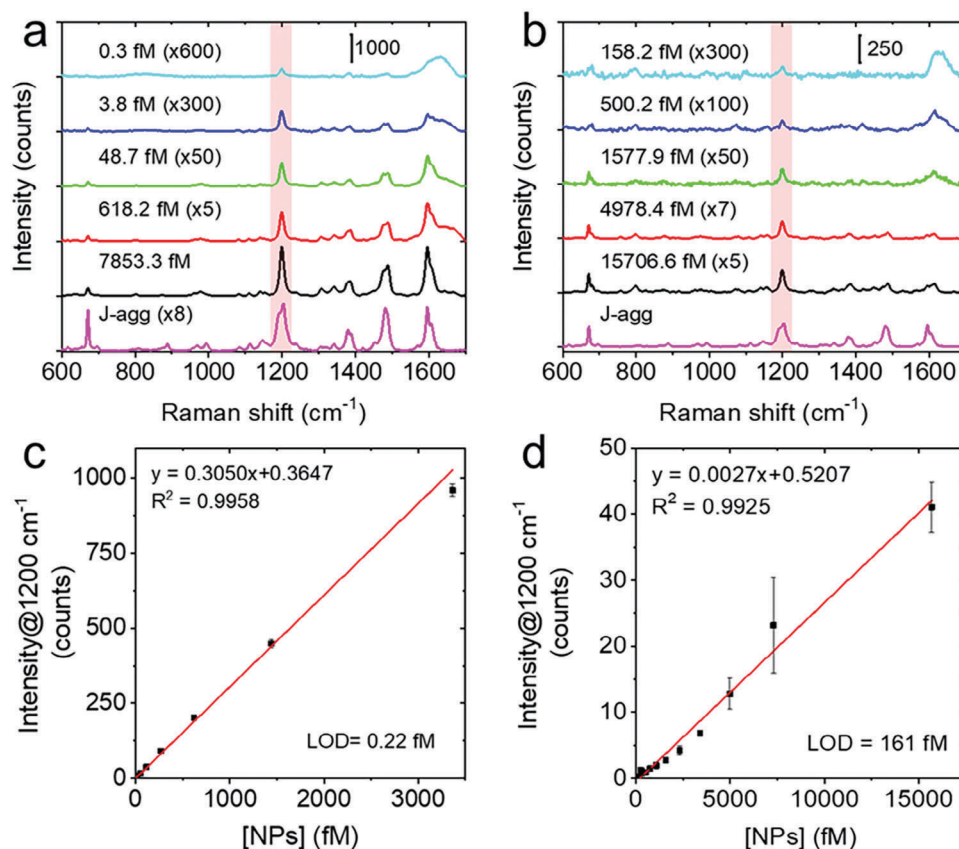 a
0.3 fM (x600)
1000
3.8 fM (x300)
48.7 fM (x50)
618.2 fM (x5)
7853.3 fM
J-agg (x8)
Intensity (counts)
600 800 1000 1200 1400 1600
Raman shift (cm⁻¹)
b
158.2 fM (x300)
250
500.2 fM (x100)
1577.9 fM (x50)
4978.4 fM (x7)
15706.6 fM (x5)
J-agg
Intensity (counts)
600 800 1000 1200 1400 1600
Raman shift (cm⁻¹)
c
y = 0.3050x+0.3647
R² = 0.9958
LOD= 0.22 fM
Intensity@1200 cm⁻¹
(counts)
1000
750
500
250
0
0 1000 2000 3000
[NPs] (fM)
d
y = 0.0027x+0.5207
R² = 0.9925
LOD = 161 fM
Intensity@1200 cm⁻¹
(counts)
50
40
30
20
10
0
0 5000 10000 15000
[NPs] (fM)